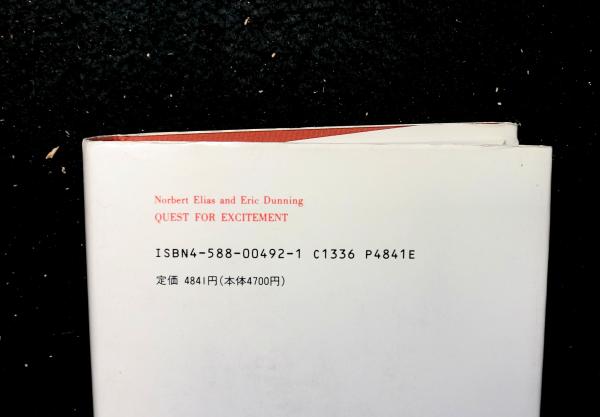 Norbert Elias and Eric Dunning
QUEST FOR EXCITEMENT
ISBN4-588-00492-1 C1336 P4841E
定価 4841円(本体4700円)